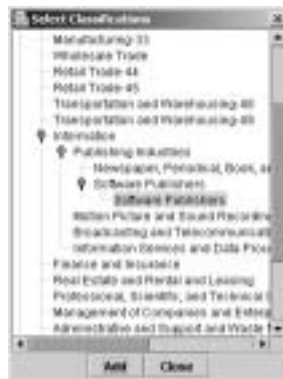 Select Classifications
Manufacturing-33
Wholesale Trade
Retail Trade-44
Retail Trade-45
Transportation and Warehousing-48
Transportation and Warehousing-49
Information
Publishing Industries
Newspaper, Periodical, Book, a
Software Publishers
Software Publishers
Motion Picture and Sound Recordin
Broadcasting and Telecommunicati
Information Services and Data Proc
Finance and Insurance
Real Estate and Rental and Leasing
Professional, Scientific, and Technical
Management of Companies and Enterp
Administrative and Support and Waste
Add Close